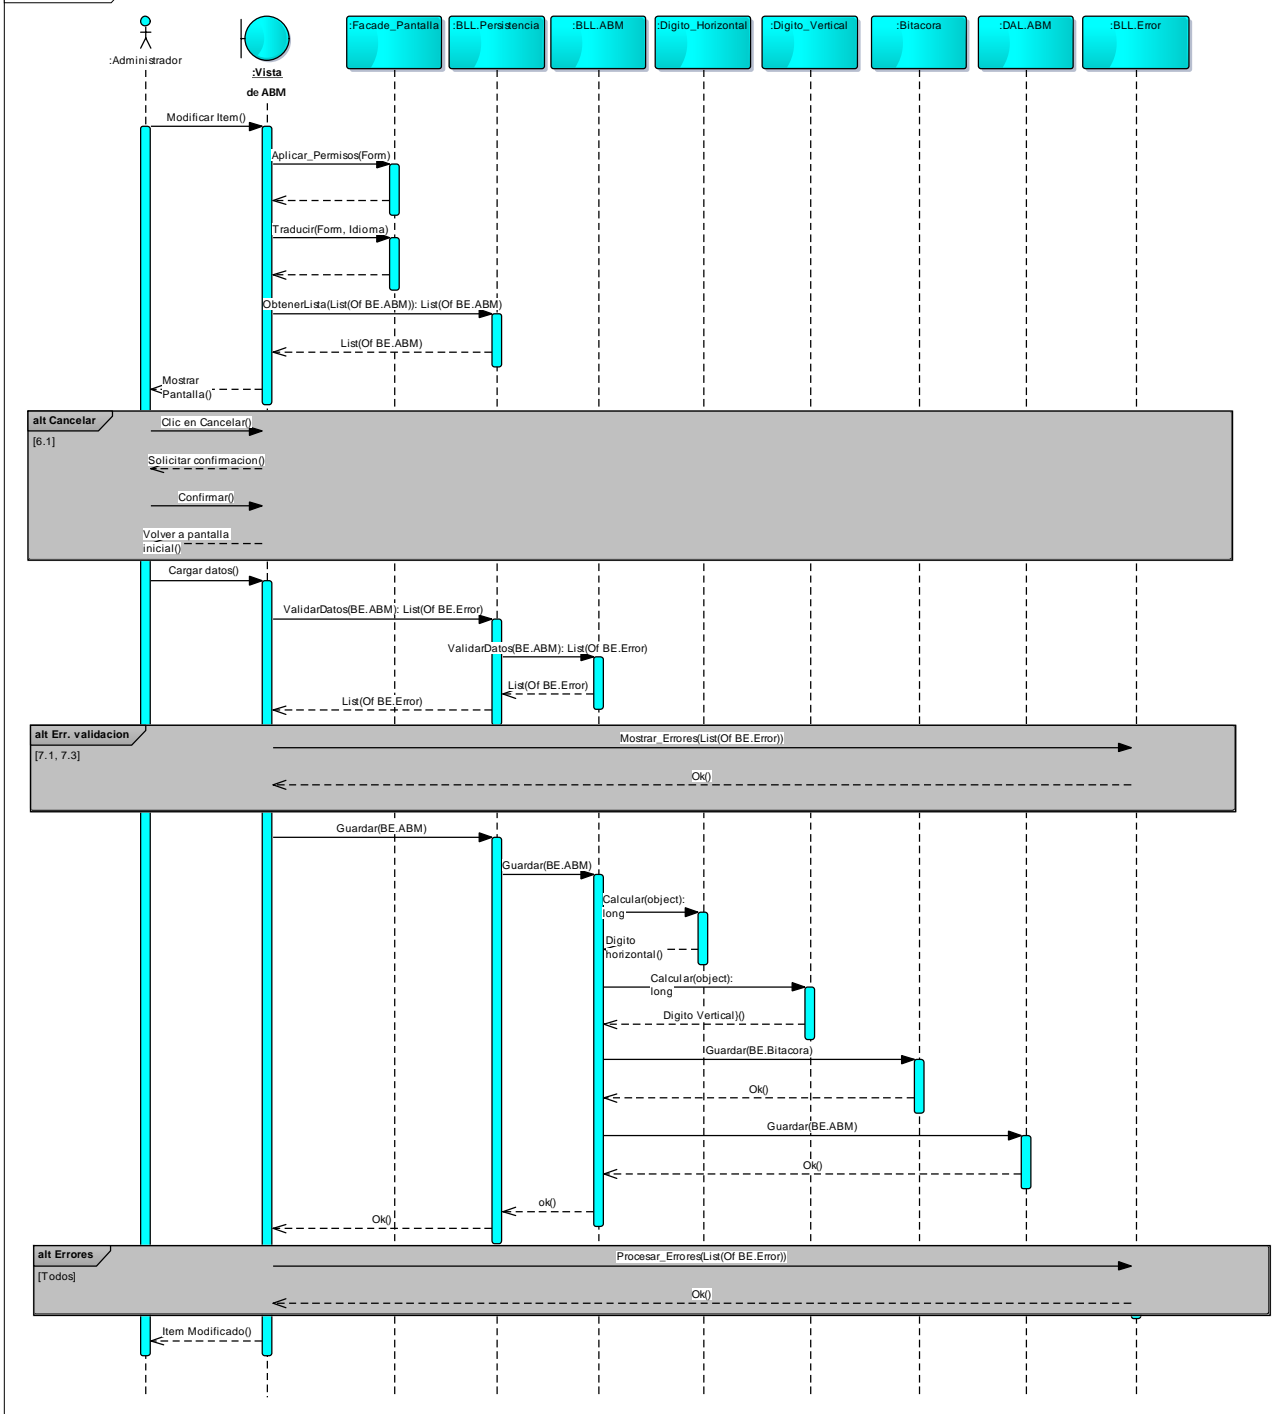 :Administrador
:Vista
de ABM
:Facade_Pantalla
:BLL.Persistencia
:BLL.ABM
:Digito_Horizontal
:Digito_Vertical
:Bitacora
:DAL.ABM
:BLL.Error
Modificar Item()
Aplicar_Permisos(Form)
Traducir(Form, Idioma)
ObtenerLista(List(Of BE.ABM)): List(Of BE.ABM)
List(Of BE.ABM)
Mostrar
Pantalla()
alt Cancelar
[6.1]
Clic en Cancelar()
Solicitar confirmacion()
Confirmar()
Volver a pantalla
inicial()
Cargar datos()
ValidarDatos(BE.ABM): List(Of BE.Error)
ValidarDatos(BE.ABM): List(Of BE.Error)
List(Of BE.Error)
List(Of BE.Error)
alt Err. validacion
[7.1, 7.3]
Mostrar_Errores(List(Of BE.Error))
Ok()
Guardar(BE.ABM)
Guardar(BE.ABM)
Calcular(object):
long
Digito
horizontal()
Calcular(object):
long
Digito Vertical}()
Guardar(BE.Bitacora)
Ok()
Guardar(BE.ABM)
Ok()
ok()
Ok()
alt Errores
[Todos]
Procesar_Errores(List(Of BE.Error))
Ok()
Item Modificado()